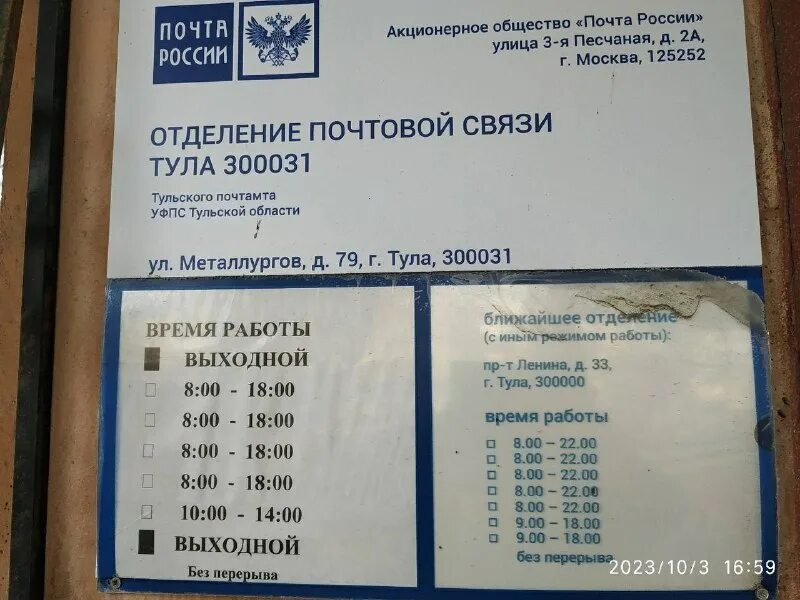 ПОЧТА
РОССИИ
Акционерное общество «Почта России»
улица 3-я Песчаная, д. 2А,
г. Москва, 125252
ОТДЕЛЕНИЕ ПОЧТОВОЙ СВЯЗИ
ТУЛА 300031
Тульского почтамта
УФПС Тульской области
ул. Металлургов, д. 79, г. Тула, 300031
ВРЕМЯ РАБОТЫ
ВЫХОДНОЙ
8:00 - 18:00
8:00 - 18:00
8:00 - 18:00
8:00 - 18:00
10:00 - 14:00
ВЫХОДНОЙ
Без перерыва
ближайшее отделение
(с иным режимом работы):
пр-т Ленина, д. 33,
г. Тула, 300000
время работы
8.00 – 22.00
8.00 – 22.00
8.00 – 22.00
8.00 – 22.00
8.00 – 22.00
9.00 – 18.00
9.00 – 18.00
без перерыва
2023/10/3 16:59